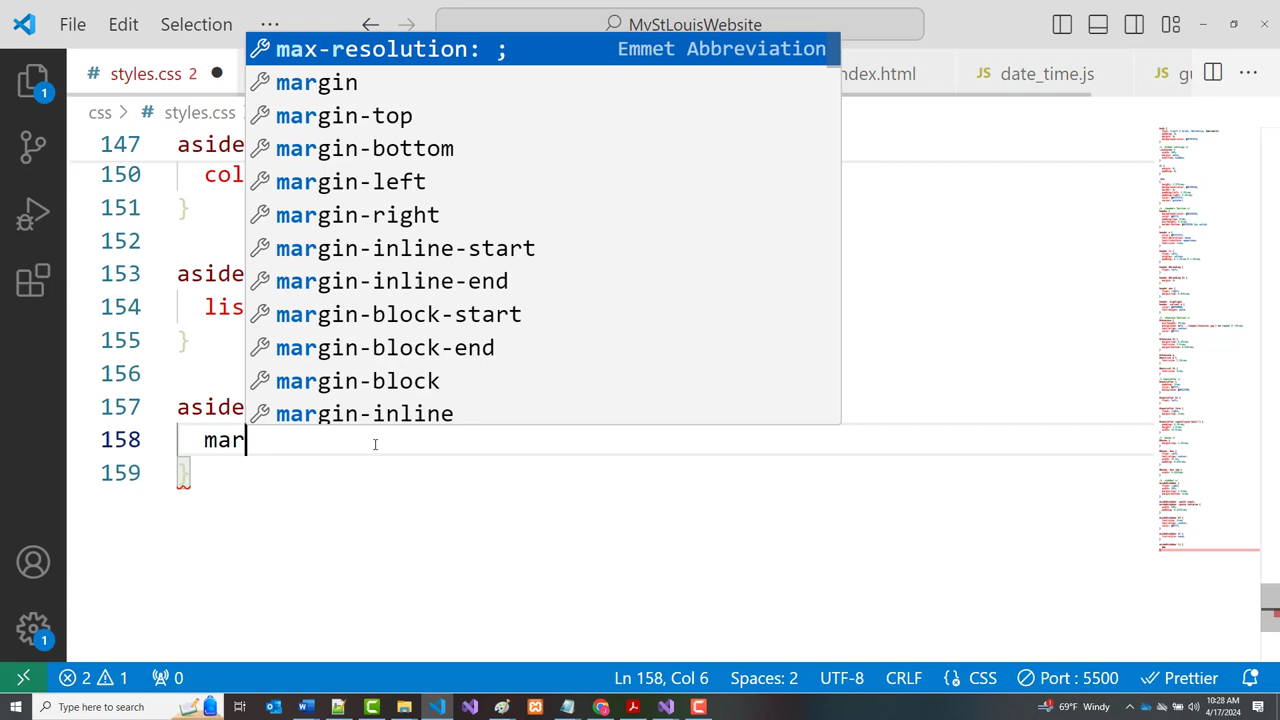 File Edit Selection ··· MyStLouisWebsite
styles.css 2 ndex.html date_time.js gu ···
css > # styles.css
max-resolution: ; Emmet Abbreviation
margin
margin-top
margin-bottom
margin-left
margin-right
margin-inline-start
margin-inline-end
margin-block-start
margin-block-end
margin-block
margin-inline
147 aside
150 col
151 }
152
153 aside
154 lis
155 }
156
157 aside
158 mar
159 }
2 1 0 Ln 158, Col 6 Spaces: 2 UTF-8 CRLF CSS Port : 5500 Prettier
Type here to search Windy 10:28 AM
4/17/2024